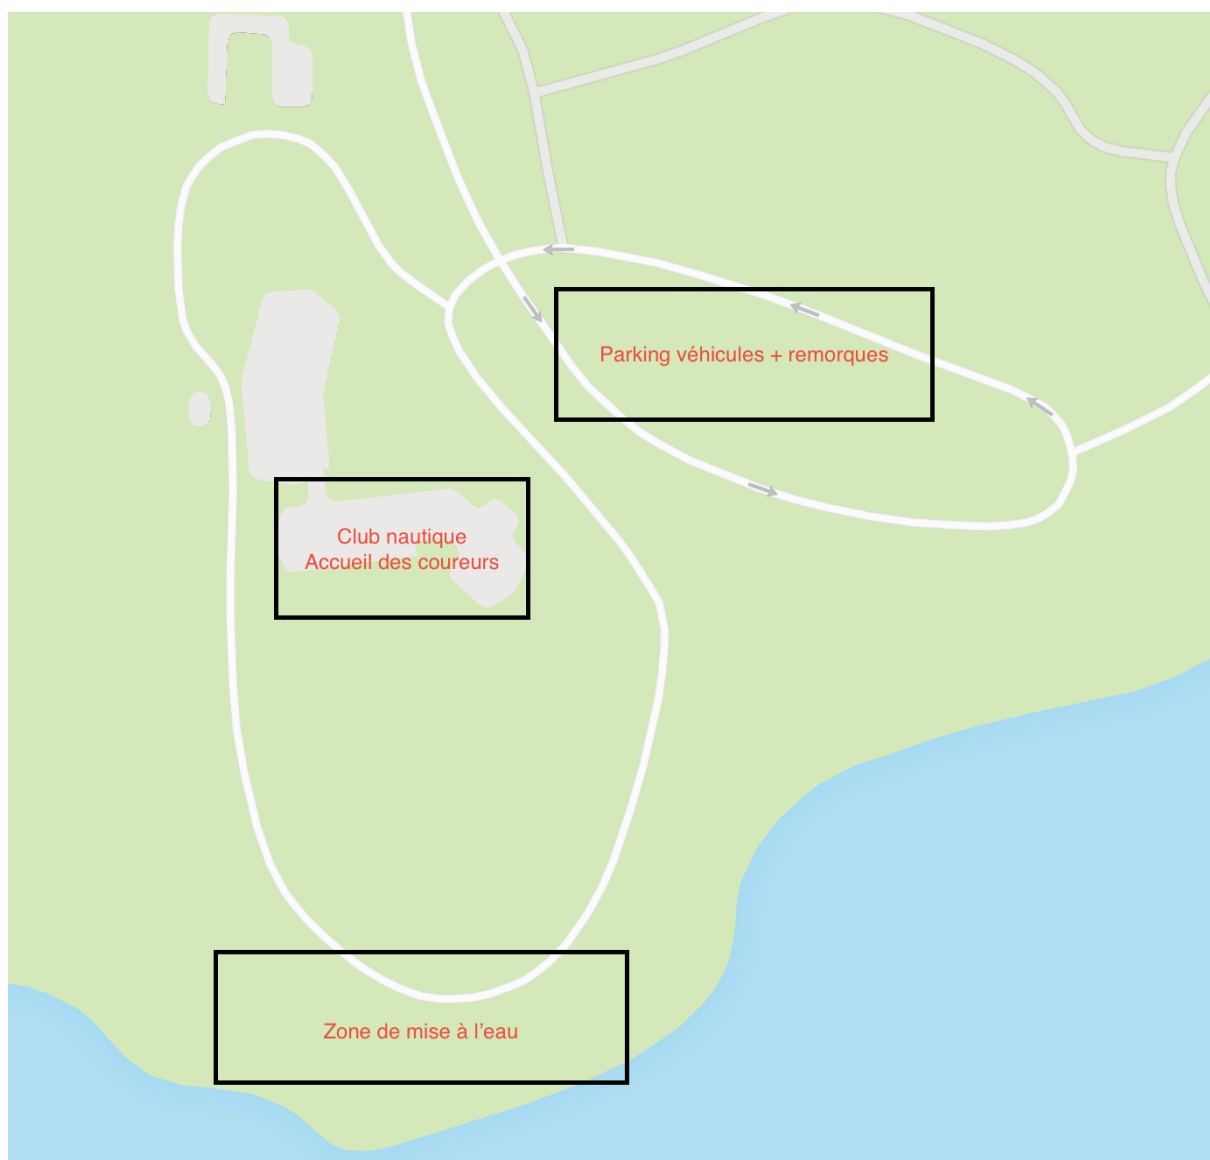 Parking véhicules + remorques
Club nautique
Accueil des coureurs
Zone de mise à l’eau